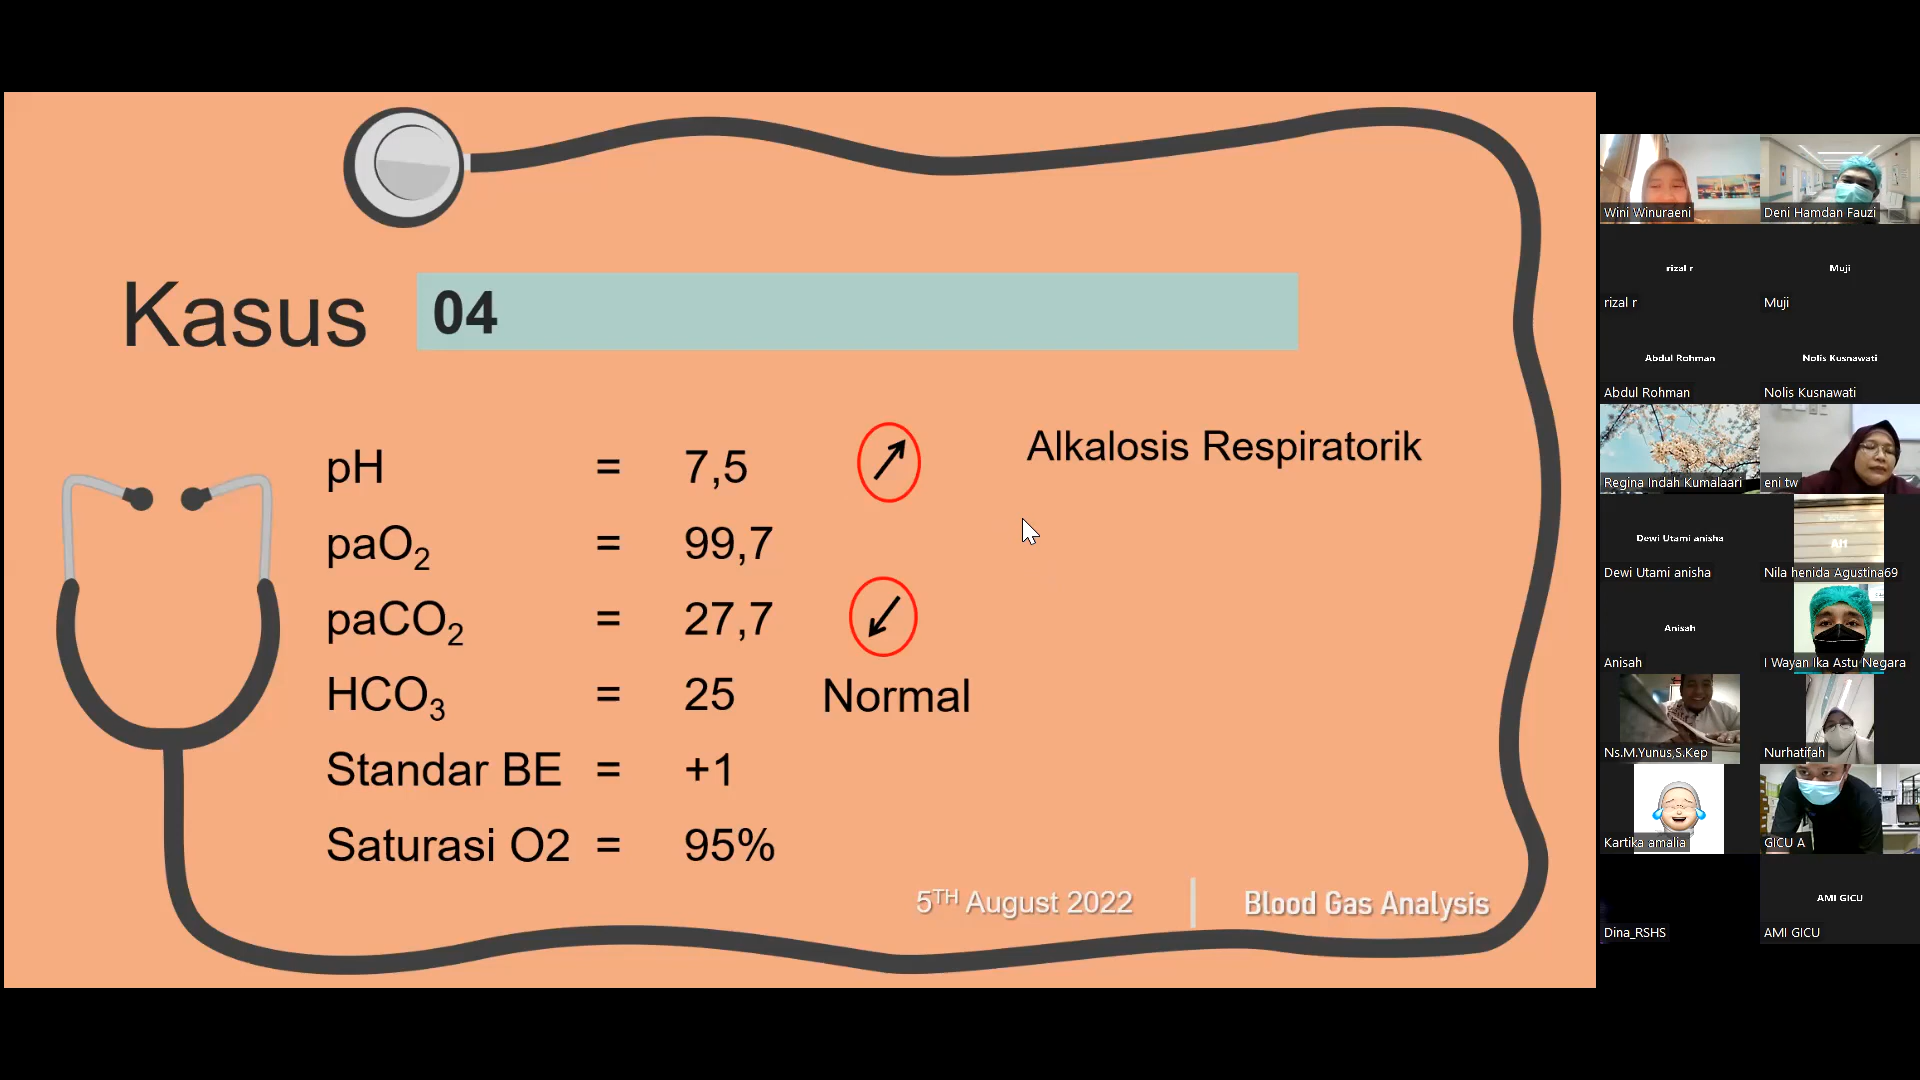 Kasus 04
pH = 7,5 Alkalosis Respiratorik
paO2 = 99,7
paCO2 = 27,7
HCO3 = 25 Normal
Standar BE = +1
Saturasi O2 = 95%
5TH August 2022 Blood Gas Analysis
Wini Winuraeni
Deni Hamdan Fauzi
rizal r
rizal r
Muji
Muji
Abdul Rohman
Abdul Rohman
Nolis Kusnawati
Nolis Kusnawati
Regina Indah Kumalaari
eni tw
Dewi Utami anisha
Dewi Utami anisha
Nila henida Agustina69
Anisah
Anisah
I Wayan Ika Astu Negara
Ns.M.Yunus,S.Kep
Nurhatifah
Kartika amalia
GICU A
Dina_RSHS
AMI GICU
AMI GICU